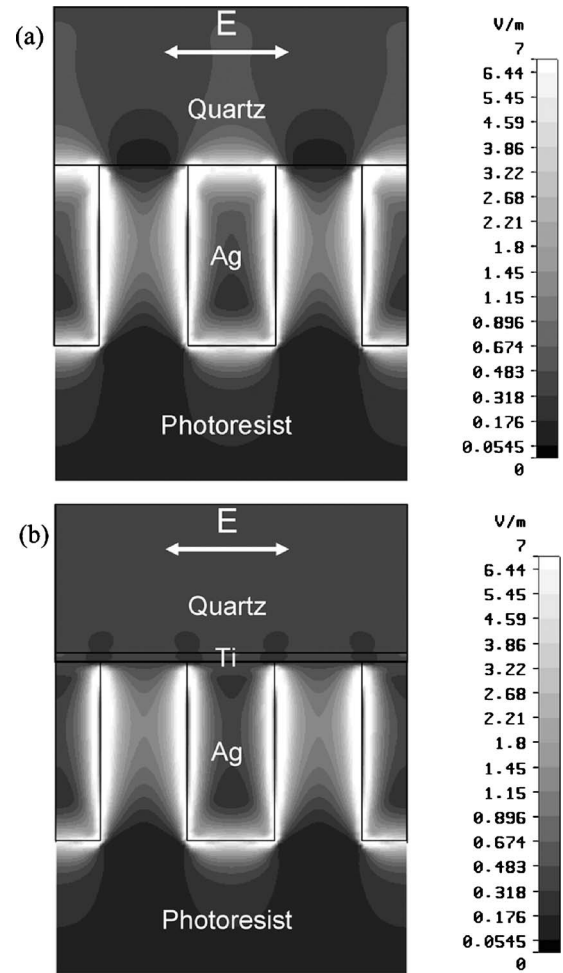 (a)
E
Quartz
Ag
Photoresist
V/m
7
6.44
5.45
4.59
3.86
3.22
2.68
2.21
1.8
1.45
1.15
0.896
0.674
0.483
0.318
0.176
0.0545
0
(b)
E
Quartz
Ti
Ag
Photoresist
V/m
7
6.44
5.45
4.59
3.86
3.22
2.68
2.21
1.8
1.45
1.15
0.896
0.674
0.483
0.318
0.176
0.0545
0